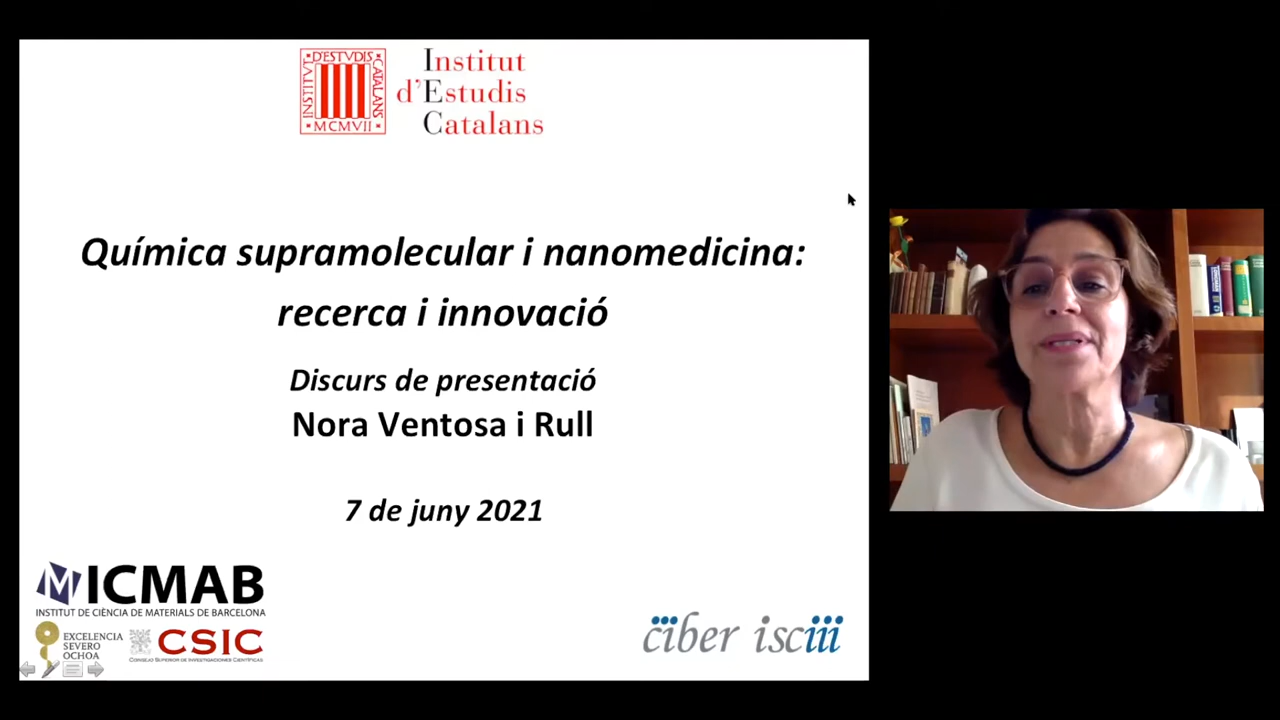 INSTITVT D'ESTVDIS CATALANS
MCMVII
Institut
d'Estudis
Catalans
Química supramolecular i nanomedicina:
recerca i innovació
Discurs de presentació
Nora Ventosa i Rull
7 de juny 2021
ICMAB
INSTITUT DE CIÈNCIA DE MATERIALS DE BARCELONA
EXCELENCIA
SEVERO
OCHOA
CSIC
CONSEJO SUPERIOR DE INVESTIGACIONES CIENTÍFICAS
ciber isciii